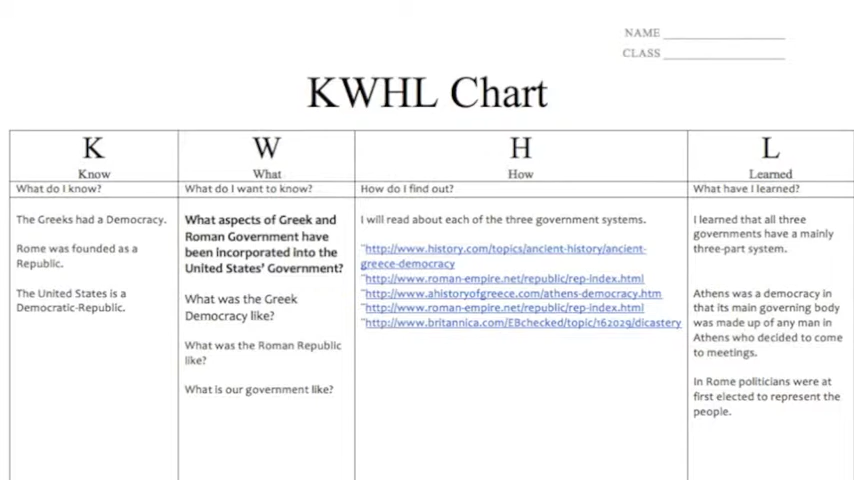 NAME
CLASS
KWHL Chart
K
Know
What do I know?
The Greeks had a Democracy.
Rome was founded as a
Republic.
The United States is a
Democratic-Republic.
W
What
What do I want to know?
What aspects of Greek and
Roman Government have
been incorporated into the
United States' Government?
What was the Greek
Democracy like?
What was the Roman Republic
like?
What is our government like?
H
How
How do I find out?
I will read about each of the three government systems.
~http://www.history.com/topics/ancient-history/ancient-
greece-democracy
~http://www.roman-empire.net/republic/rep-index.html
~http://www.ahistoryofgreece.com/athens-democracy.htm
~http://www.roman-empire.net/republic/rep-index.html
~http://www.britannica.com/EBchecked/topic/162029/dicastery
L
Learned
What have I learned?
I learned that all three
governments have a mainly
three-part system.
Athens was a democracy in
that its main governing body
was made up of any man in
Athens who decided to come
to meetings.
In Rome politicians were at
first elected to represent the
people.